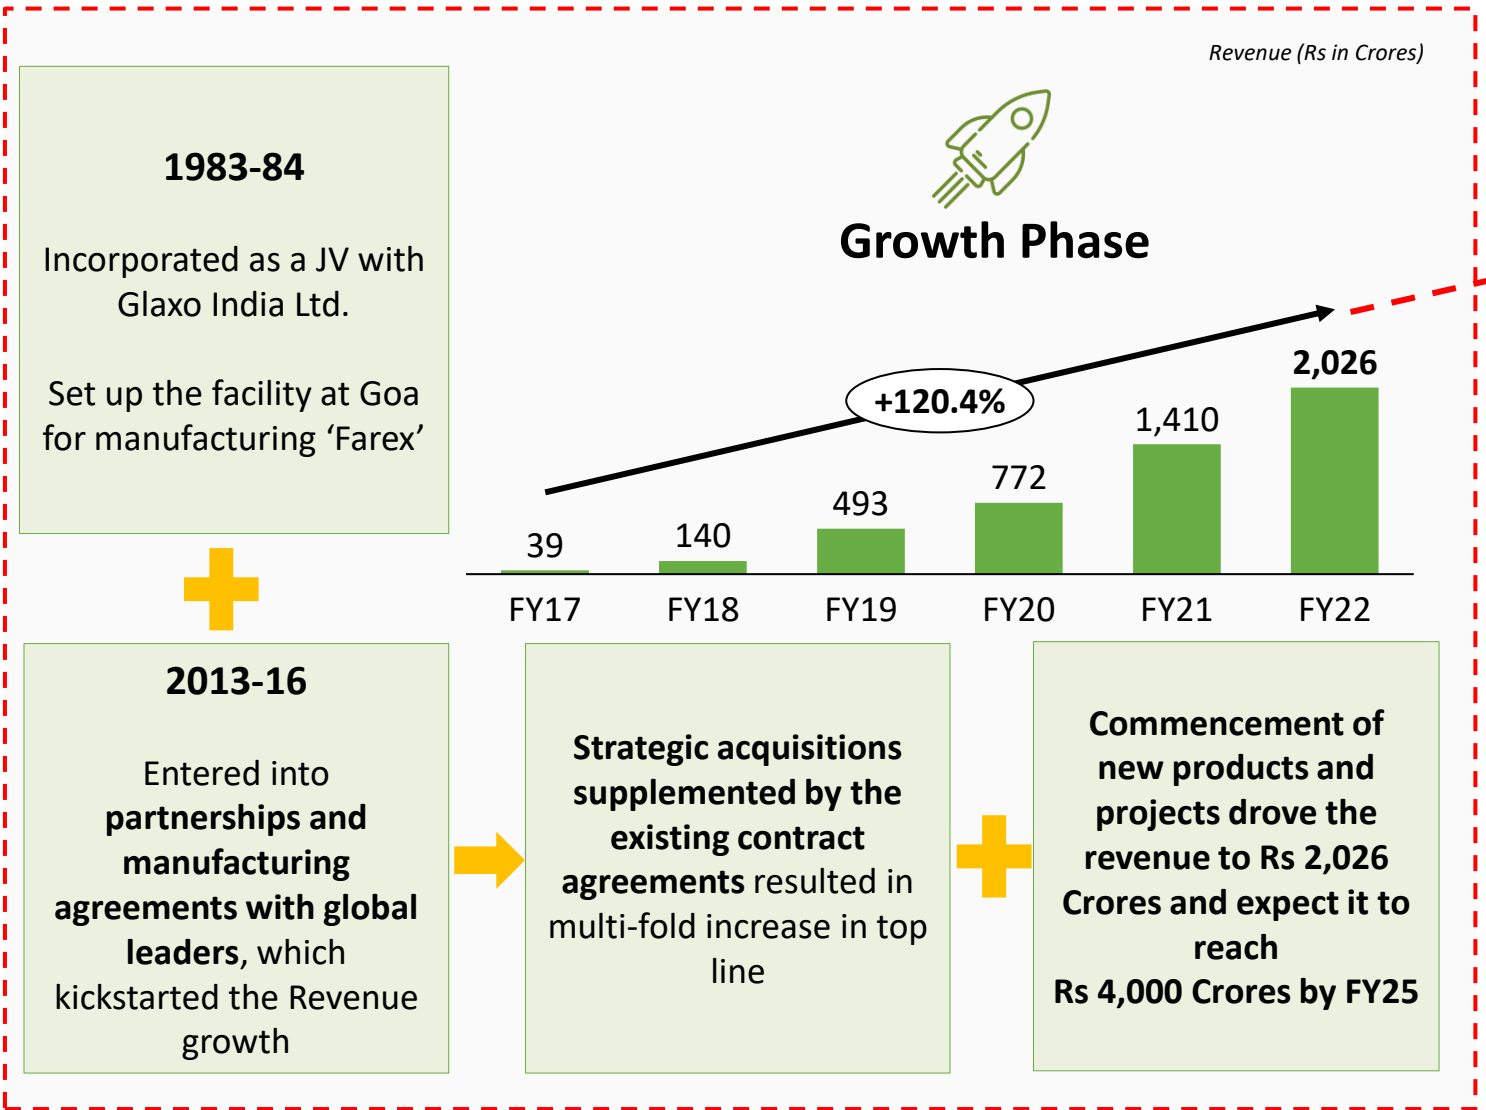 Revenue (Rs in Crores)
1983-84
Incorporated as a JV with
Glaxo India Ltd.
Set up the facility at Goa
for manufacturing ‘Farex’
Growth Phase
+120.4%
39
140
493
772
1,410
2,026
FY17
FY18
FY19
FY20
FY21
FY22
2013-16
Entered into
partnerships and
manufacturing
agreements with global
leaders, which
kickstarted the Revenue
growth
Strategic acquisitions
supplemented by the
existing contract
agreements resulted in
multi-fold increase in top
line
Commencement of
new products and
projects drove the
revenue to Rs 2,026
Crores and expect it to
reach
Rs 4,000 Crores by FY25